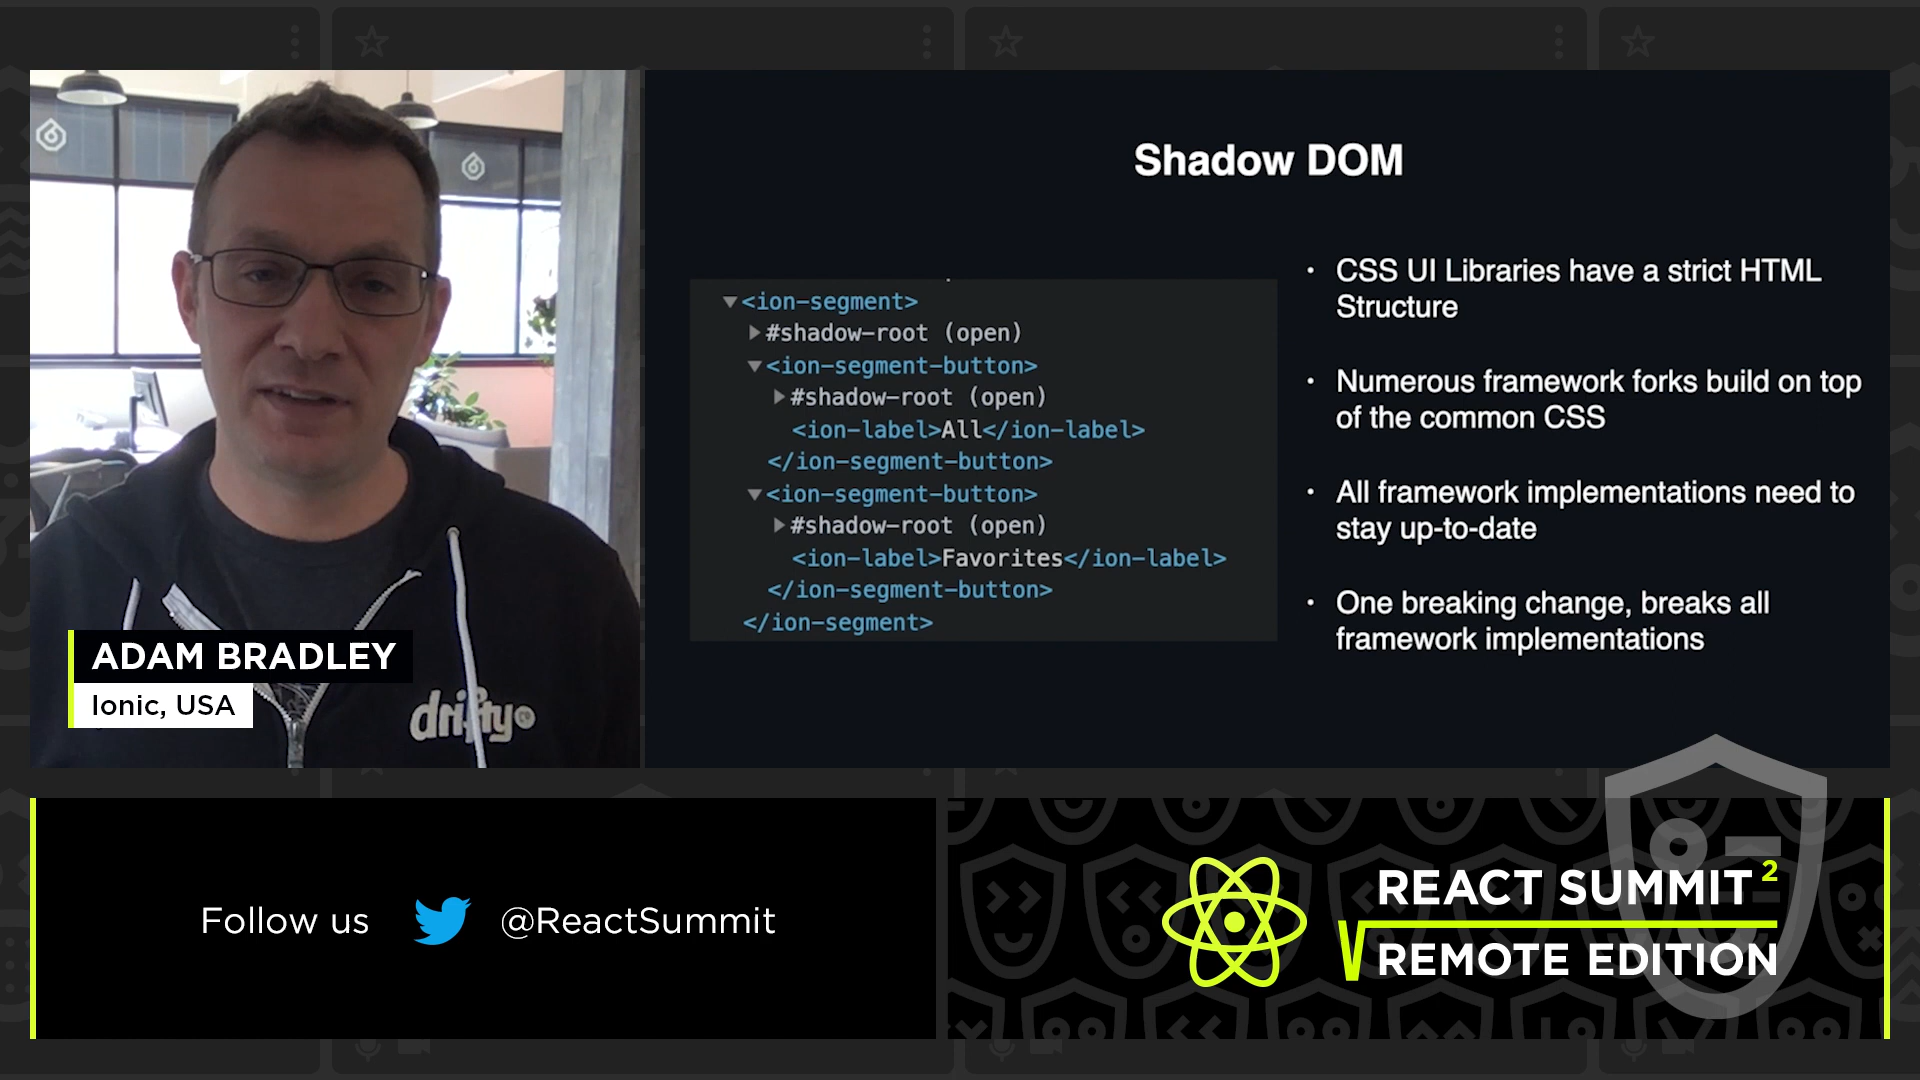 Shadow DOM
▼<ion-segment>
▶#shadow-root (open)
▼<ion-segment-button>
▶#shadow-root (open)
<ion-label>All</ion-label>
</ion-segment-button>
▼<ion-segment-button>
▶#shadow-root (open)
<ion-label>Favorites</ion-label>
</ion-segment-button>
</ion-segment>
• CSS UI Libraries have a strict HTML
Structure
• Numerous framework forks build on top
of the common CSS
• All framework implementations need to
stay up-to-date
• One breaking change, breaks all
framework implementations
ADAM BRADLEY
Ionic, USA
drifty
Follow us @ReactSummit
REACT SUMMIT²
REMOTE EDITION